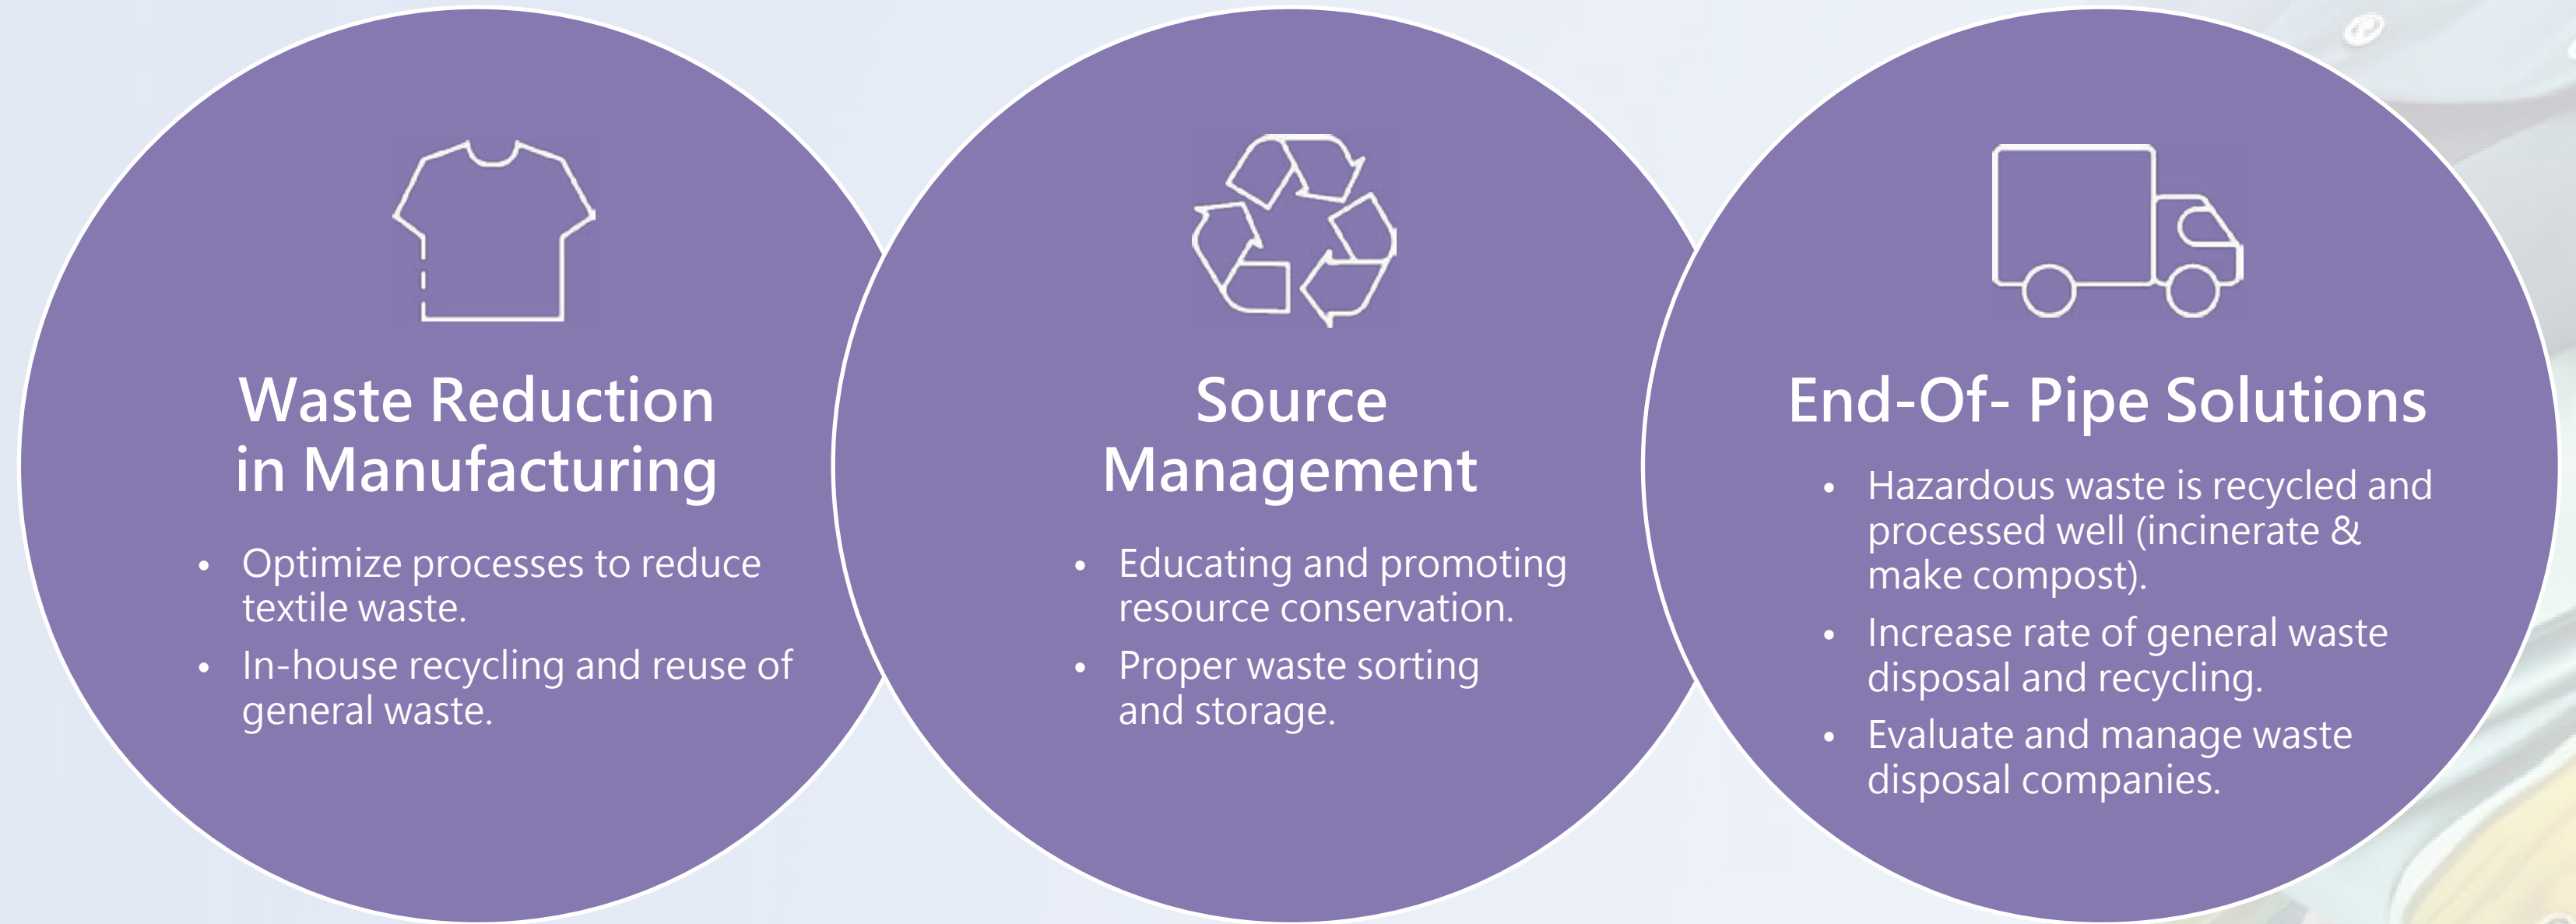 Waste Reduction
in Manufacturing
• Optimize processes to reduce
textile waste.
• In-house recycling and reuse of
general waste.
Source
Management
• Educating and promoting
resource conservation.
• Proper waste sorting
and storage.
End-Of- Pipe Solutions
• Hazardous waste is recycled and
processed well (incinerate &
make compost).
• Increase rate of general waste
disposal and recycling.
• Evaluate and manage waste
disposal companies.